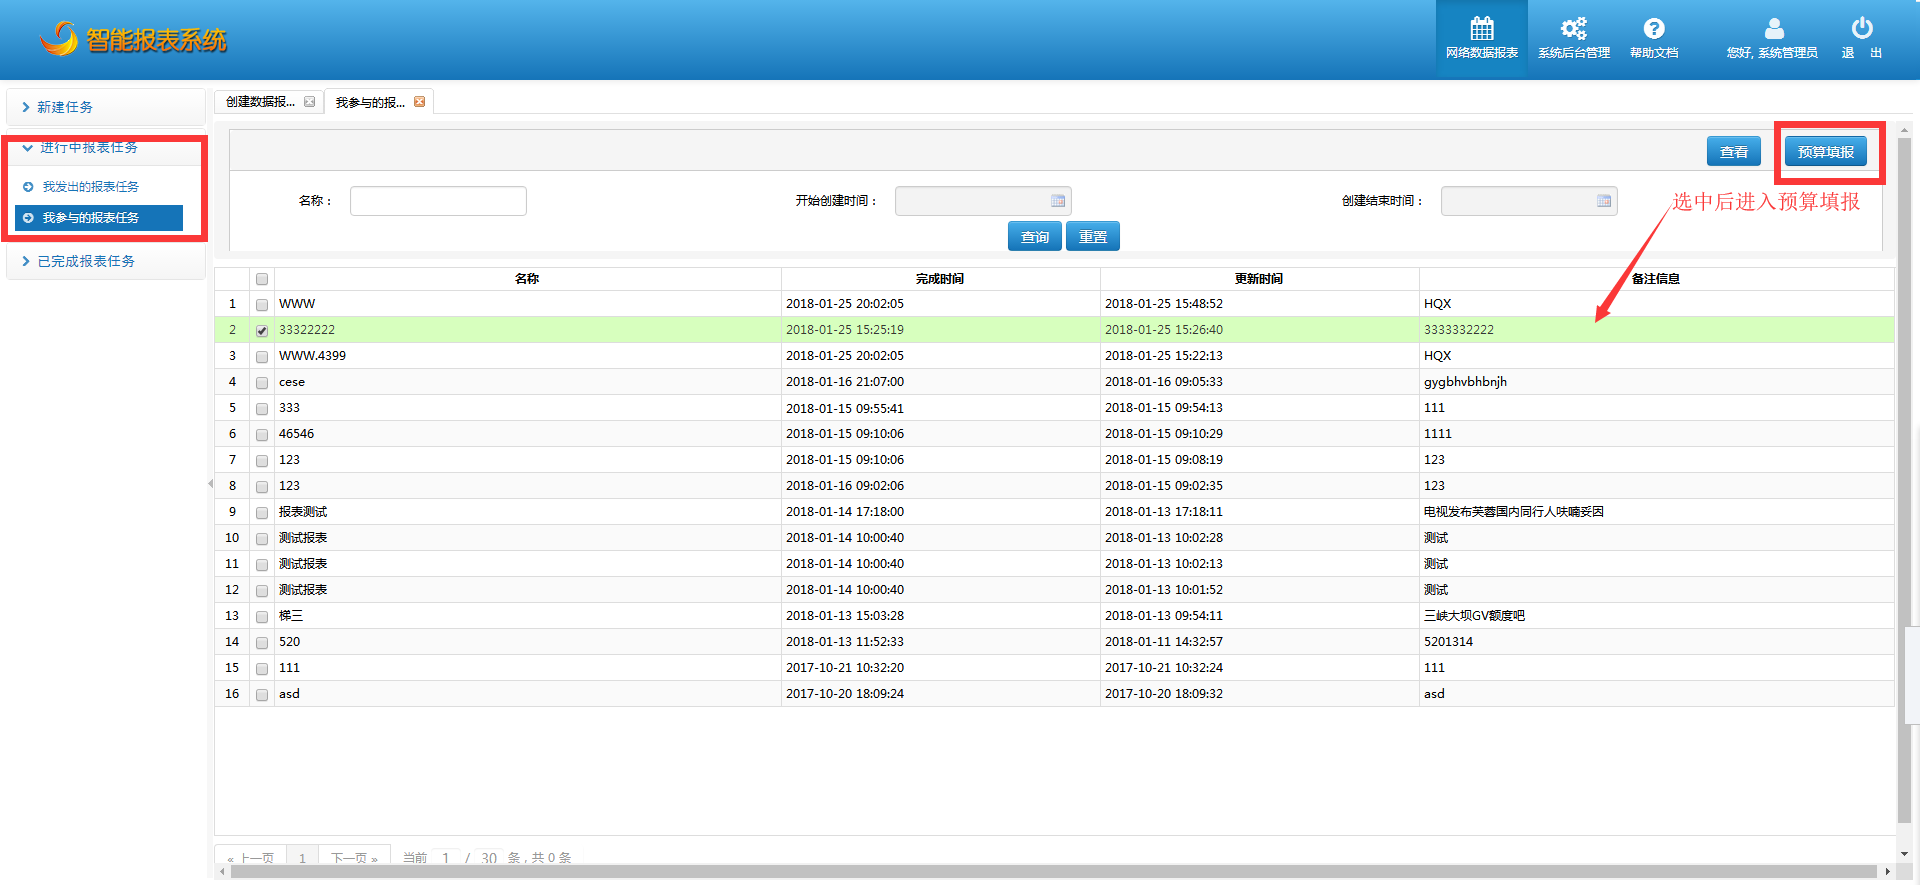 智能报表系统
网络数据报表 系统后台管理 帮助文档 您好, 系统管理员 退 出
新建任务
进行中报表任务
我发出的报表任务
我参与的报表任务
已完成报表任务
创建数据报... 我参与的报...
查看 预算填报
名称： 开始创建时间： 创建结束时间：
选中后进入预算填报
查询 重置
名称 完成时间 更新时间 备注信息
1 WWW 2018-01-25 20:02:05 2018-01-25 15:48:52 HQX
2 33322222 2018-01-25 15:25:19 2018-01-25 15:26:40 3333332222
3 WWW.4399 2018-01-25 20:02:05 2018-01-25 15:22:13 HQX
4 cese 2018-01-16 21:07:00 2018-01-16 09:05:33 gygbhvbhbnjh
5 333 2018-01-15 09:55:41 2018-01-15 09:54:13 111
6 46546 2018-01-15 09:10:06 2018-01-15 09:10:29 1111
7 123 2018-01-15 09:10:06 2018-01-15 09:08:19 123
8 123 2018-01-16 09:02:06 2018-01-15 09:02:35 123
9 报表测试 2018-01-14 17:18:00 2018-01-13 17:18:11 电视发布芙蓉国内同行人呋喃妥因
10 测试报表 2018-01-14 10:00:40 2018-01-13 10:02:28 测试
11 测试报表 2018-01-14 10:00:40 2018-01-13 10:02:13 测试
12 测试报表 2018-01-14 10:00:40 2018-01-13 10:01:52 测试
13 梯三 2018-01-13 15:03:28 2018-01-13 09:54:11 三峡大坝GV额度吧
14 520 2018-01-13 11:52:33 2018-01-11 14:32:57 5201314
15 111 2017-10-21 10:32:20 2017-10-21 10:32:24 111
16 asd 2017-10-20 18:09:24 2017-10-20 18:09:32 asd
« 上一页 1 下一页 » 当前 1 / 30 条 , 共 0 条